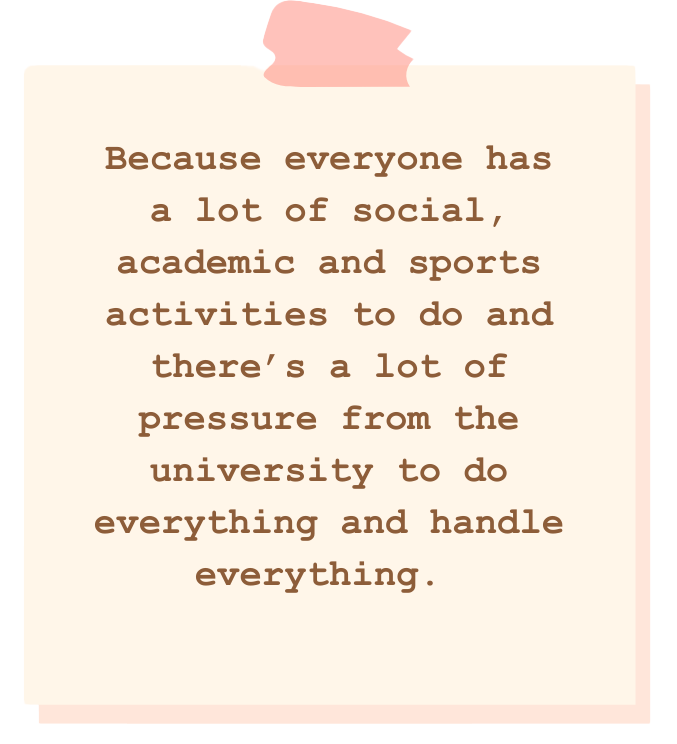 Because everyone has
a lot of social,
academic and sports
activities to do and
there’s a lot of
pressure from the
university to do
everything and handle
everything.